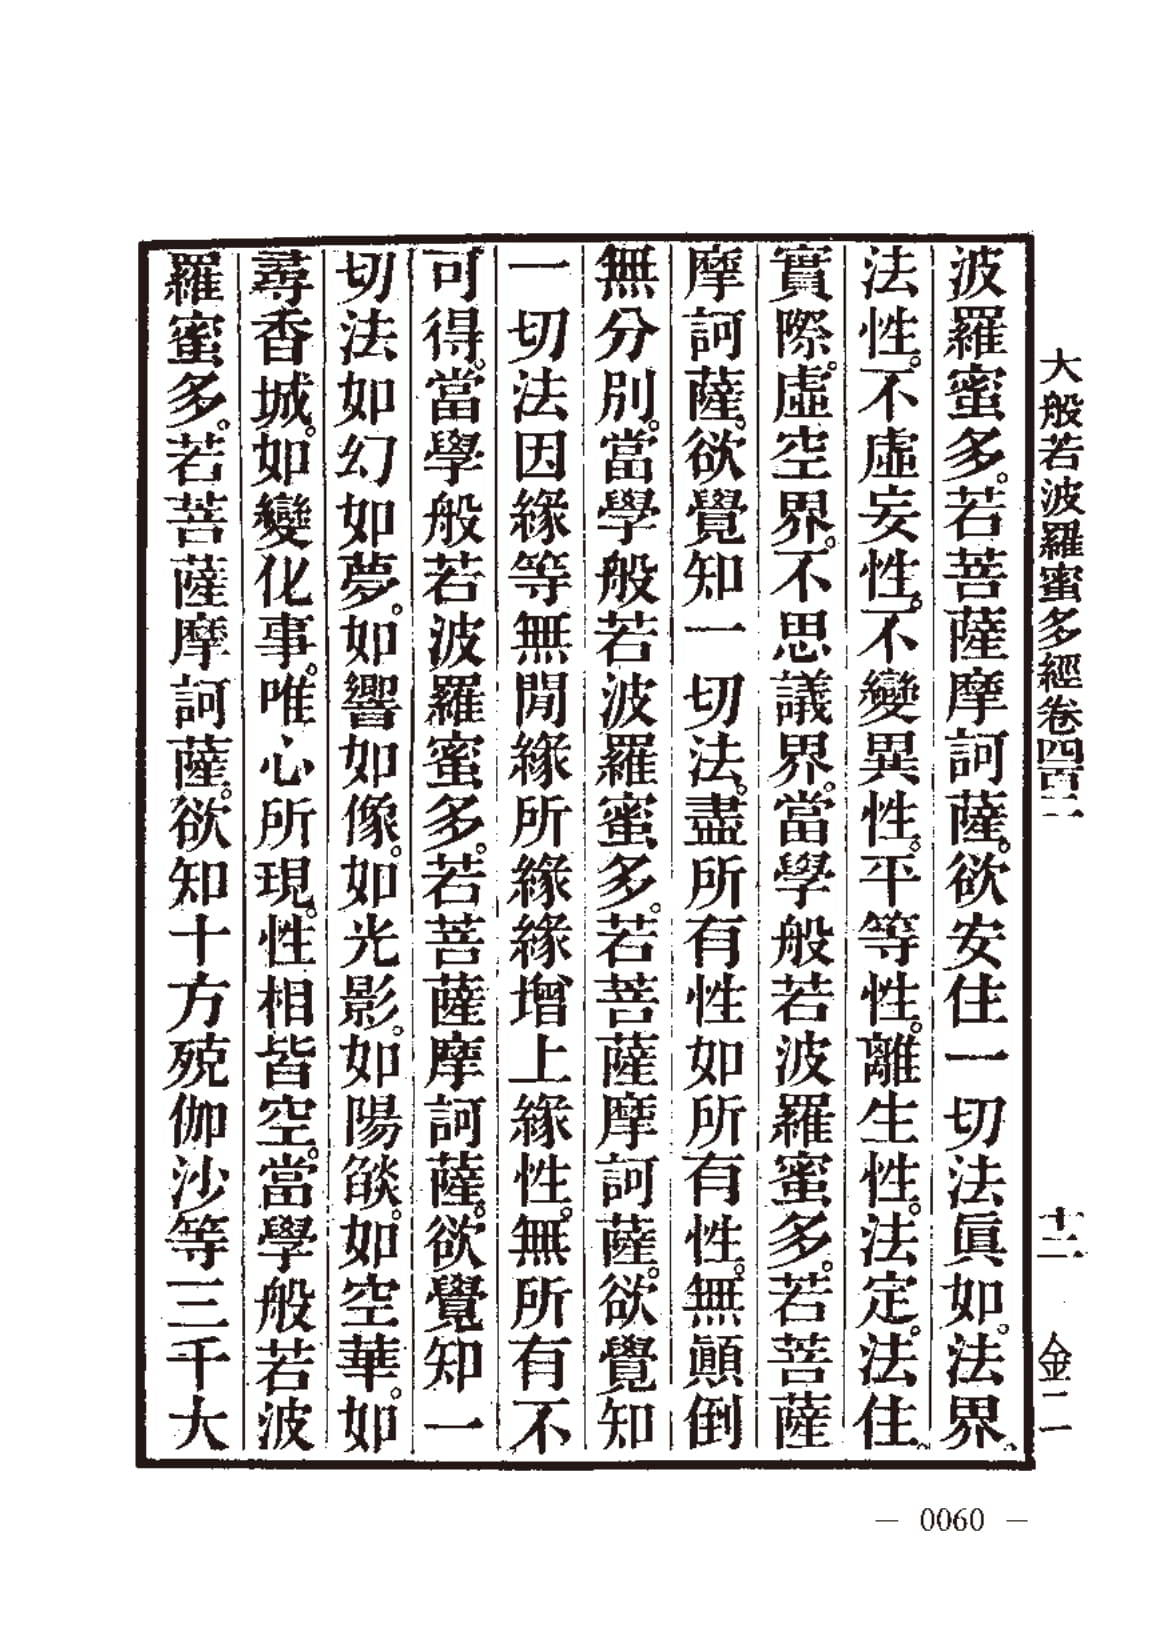 大般若波羅蜜多經卷四百二 十二 金二
波羅蜜多。若菩薩摩訶薩。欲安住一切法眞如。法界。
法性。不虛妄性。不變異性。平等性。離生性。法定。法住。
實際。虛空界。不思議界。當學般若波羅蜜多。若菩薩
摩訶薩。欲覺知一切法。盡所有性如所有性。無顚倒
無分別。當學般若波羅蜜多。若菩薩摩訶薩。欲覺知
一切法因緣等無閒緣所緣緣增上緣性。無所有不
可得。當學般若波羅蜜多。若菩薩摩訶薩。欲覺知一
切法如幻如夢。如響如像。如光影。如陽燄。如空華。如
尋香城。如變化事。唯心所現。性相皆空。當學般若波
羅蜜多。若菩薩摩訶薩。欲知十方殑伽沙等三千大
— 0060 —